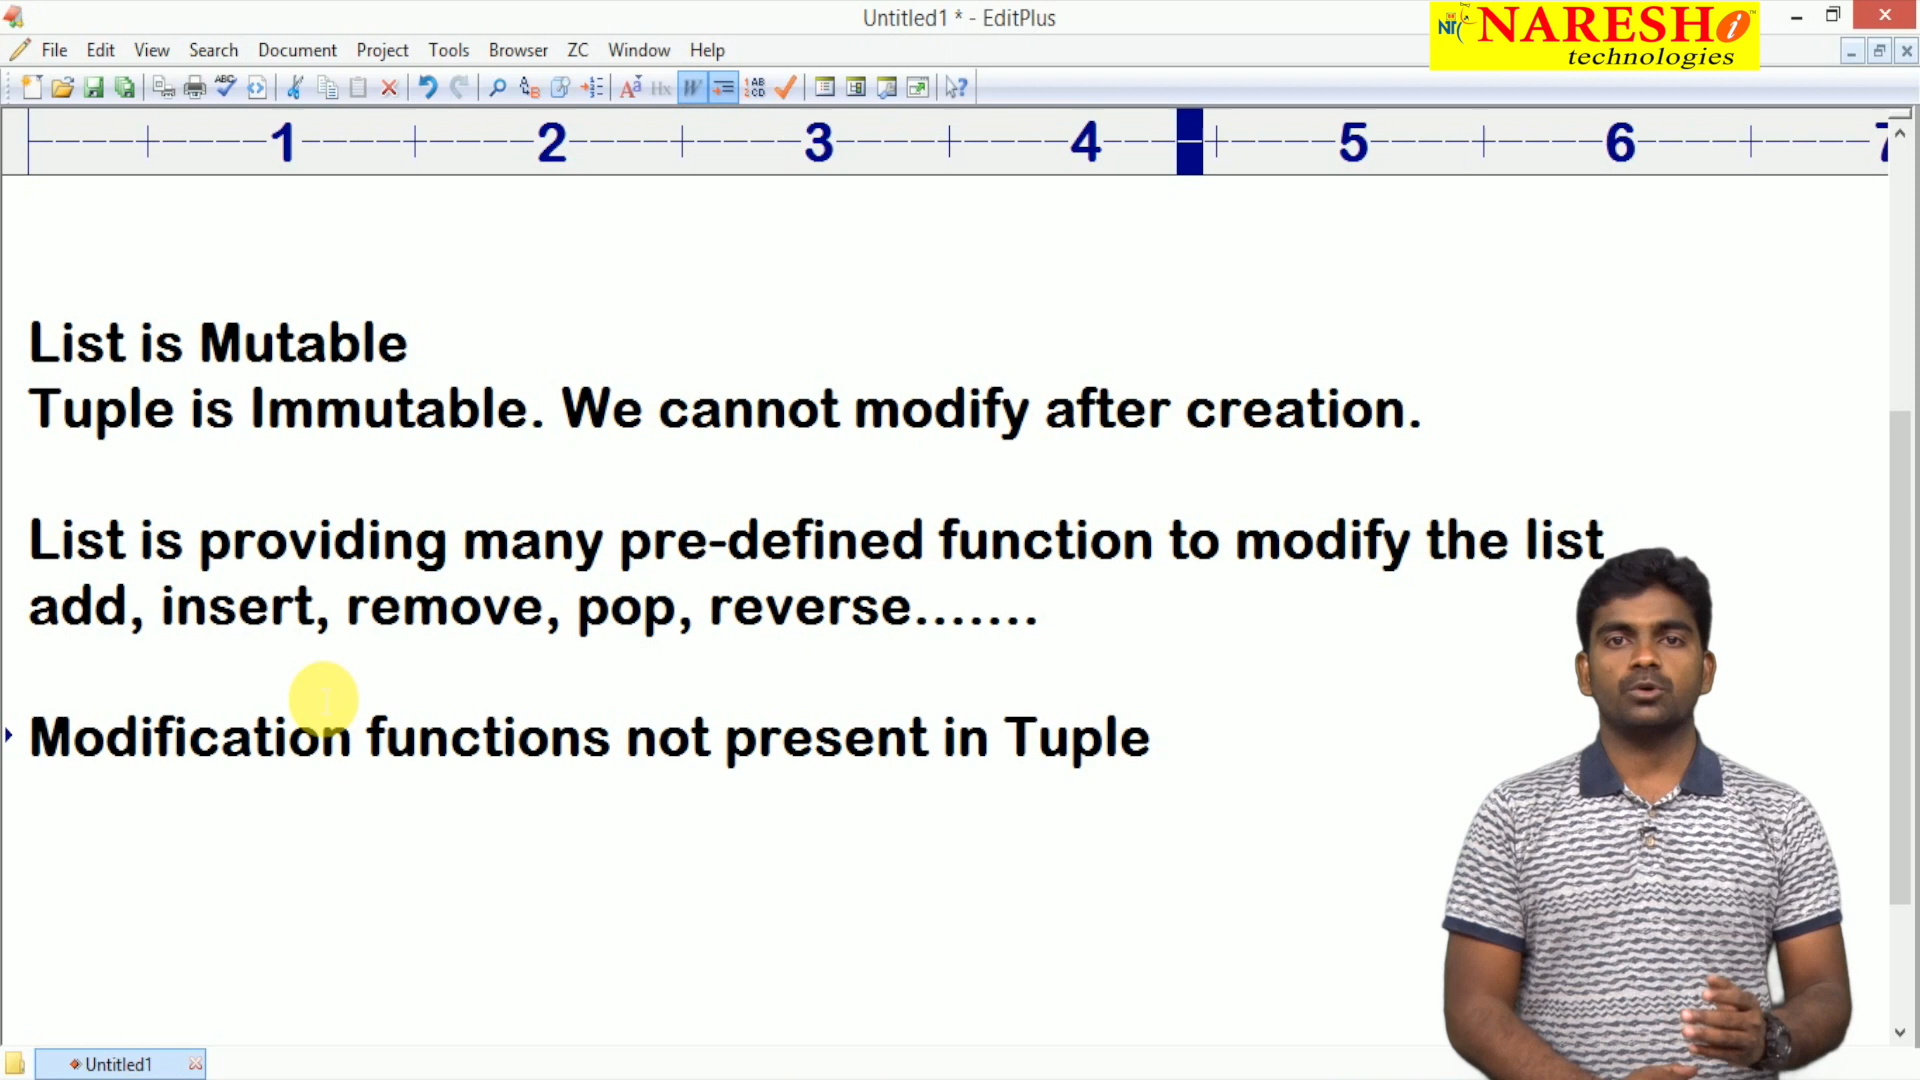 Untitled1 * - EditPlus
NARESH i
technologies
File Edit View Search Document Project Tools Browser ZC Window Help
1 2 3 4 5 6 7
List is Mutable
Tuple is Immutable. We cannot modify after creation.
List is providing many pre-defined function to modify the list
add, insert, remove, pop, reverse.......
Modification functions not present in Tuple
Untitled1